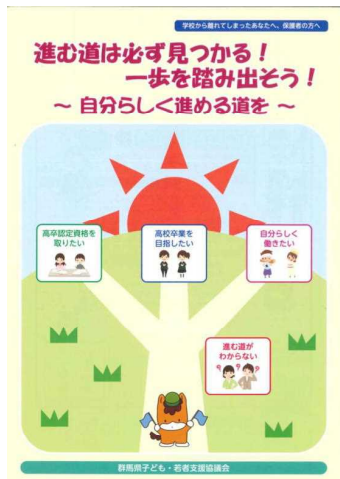 学校から離れてしまったあなたへ、保護者の方へ
進む道は必ず見つかる！
一歩を踏み出そう！
～ 自分らしく進める道を ～
高卒認定資格を
取りたい
高校卒業を
目指したい
自分らしく
働きたい
進む道が
わからない
群馬県子ども・若者支援協議会